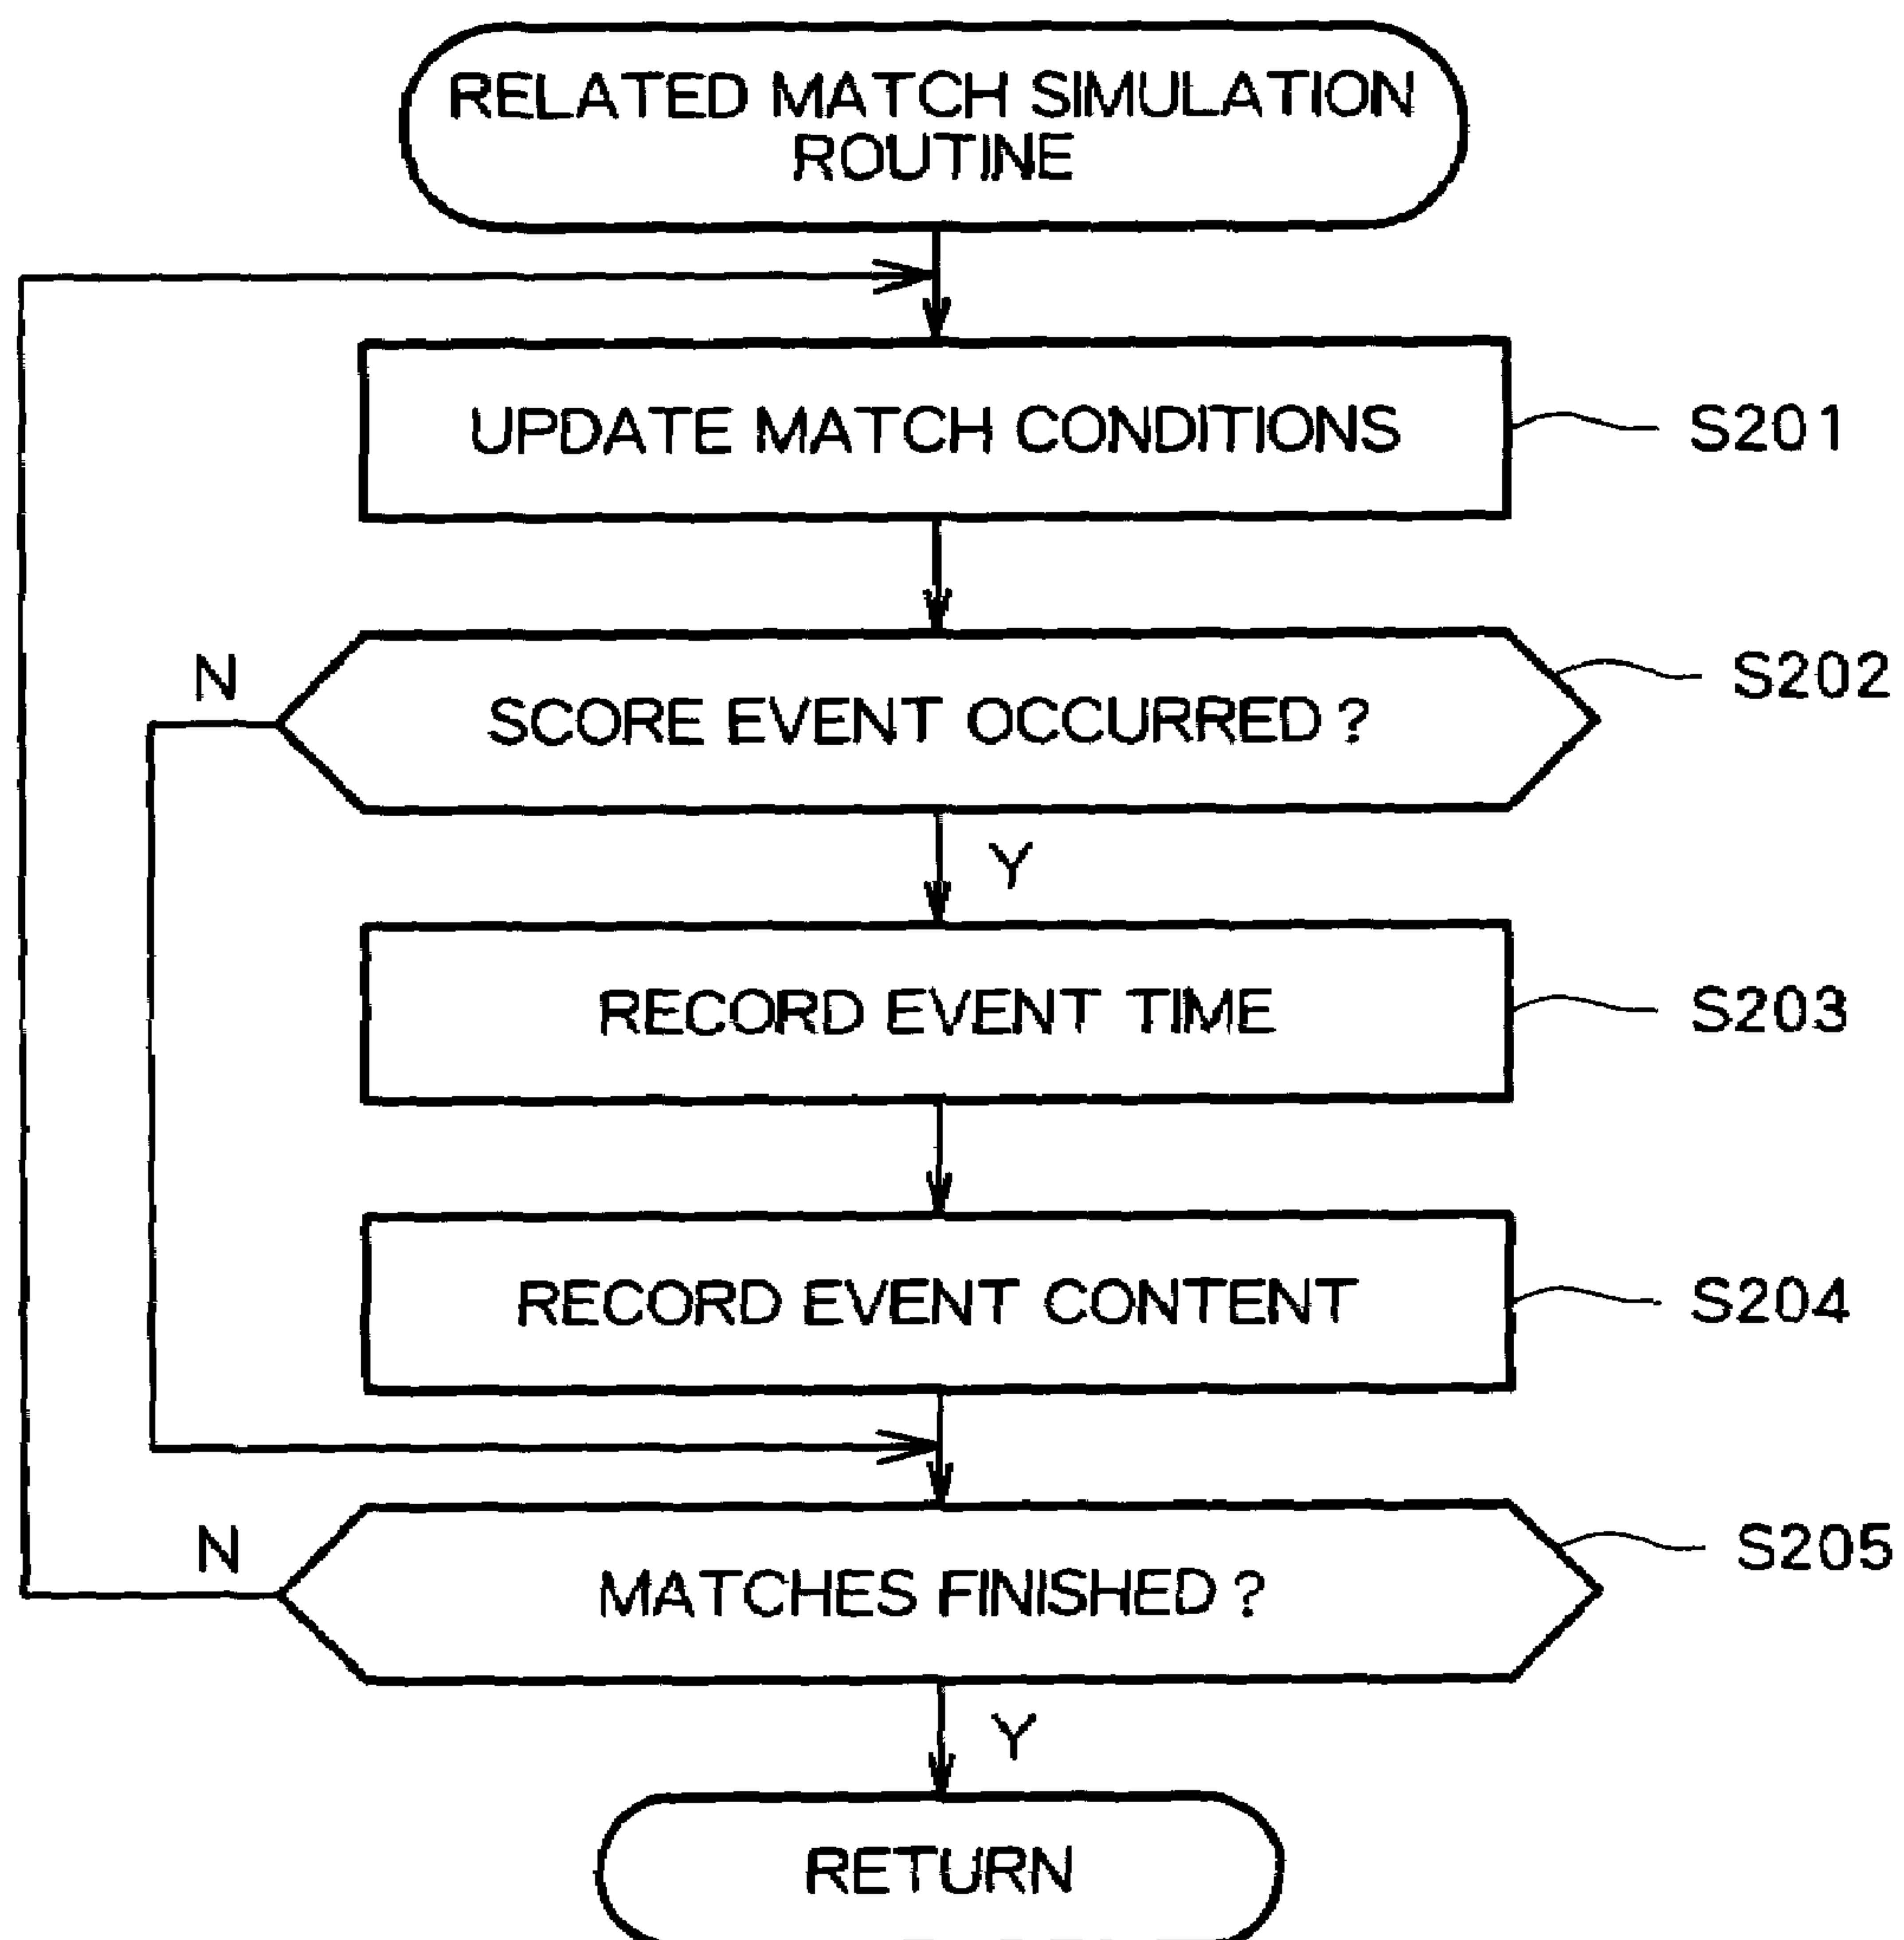 RELATED MATCH SIMULATION
ROUTINE
UPDATE MATCH CONDITIONS
S201
N
S202
SCORE EVENT OCCURRED ?
Y
RECORD EVENT TIME
S203
RECORD EVENT CONTENT
S204
N
S205
MATCHES FINISHED ?
Y
RETURN